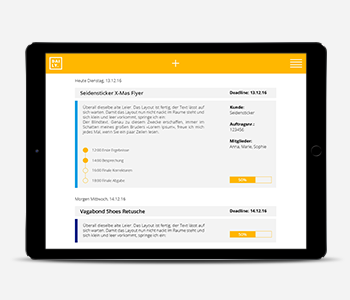 DAI
LY.
+
Heute Dienstag, 13.12.16
Seidensticker X-Mas Flyer
Deadline: 13.12.16
Überall dieselbe alte Leier. Das Layout ist fertig, der Text lässt auf
sich warten. Damit das Layout nun nicht nackt im Raume steht und
sich klein und leer vorkommt, springe ich ein:
Der Blindtext. Genau zu diesem Zwecke erschaffen, immer im
Schatten meines großen Bruders »Lorem Ipsum«, freue ich mich
jedes Mal, wenn Sie ein paar Zeilen lesen.
Kunde:
Seidensticker
Auftragsnr.:
123456
Mitglieder:
Anna, Marie, Sophie
12:00 Erste Ergebnisse
14:00 Besprechung
16:00 Finale Korrekturen
18:00 Finale Abgabe
50%
Morgen Mittwoch, 14.12.16
Vagabond Shoes Retusche
Deadline: 14.12.16
Überall dieselbe alte Leier. Das Layout ist fertig, der Text lässt auf
sich warten. Damit das Layout nun nicht nackt im Raume steht und
sich klein und leer vorkommt, springe ich ein:
50%